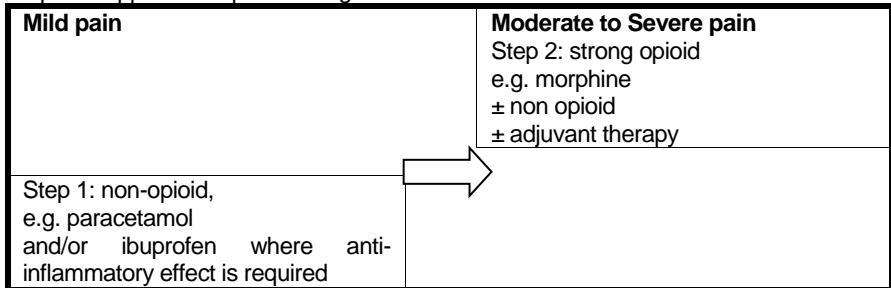 Mild pain
Step 1: non-opioid,
e.g. paracetamol
and/or ibuprofen where anti-
inflammatory effect is required
Moderate to Severe pain
Step 2: strong opioid
e.g. morphine
± non opioid
± adjuvant therapy